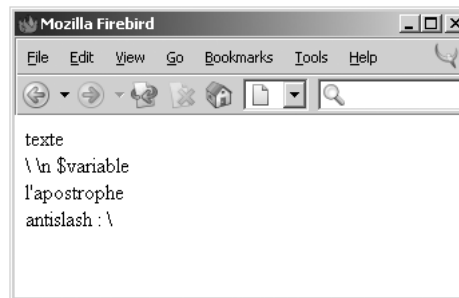 Mozilla Firebird
File Edit View Go Bookmarks Tools Help
texte
\ \n $variable
l'apostrophe
antislash : \